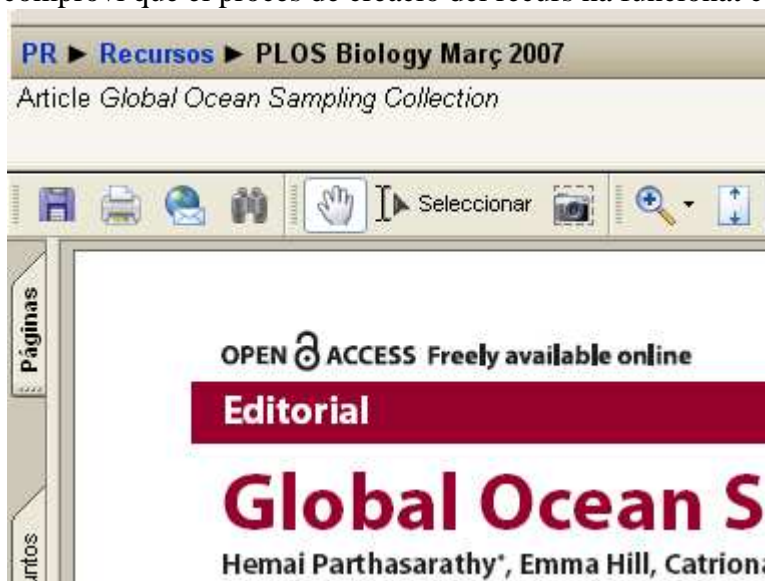 PR ► Recursos ► PLOS Biology Març 2007
Article Global Ocean Sampling Collection
Seleccionar
Páginas
OPEN ACCESS Freely available online
Editorial
Global Ocean S
Hemai Parthasarathy*, Emma Hill, Catriona